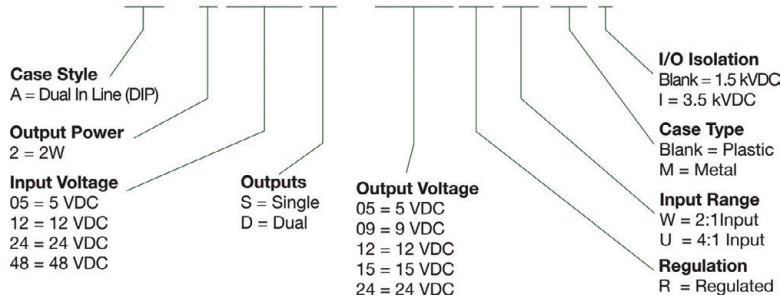 Case Style
A = Dual In Line (DIP)
Output Power
2 = 2W
Input Voltage
05 = 5 VDC
12 = 12 VDC
24 = 24 VDC
48 = 48 VDC
Outputs
S = Single
D = Dual
Output Voltage
05 = 5 VDC
09 = 9 VDC
12 = 12 VDC
15 = 15 VDC
24 = 24 VDC
I/O Isolation
Blank = 1.5 kVDC
I = 3.5 kVDC
Case Type
Blank = Plastic
M = Metal
Input Range
W = 2:1Input
U = 4:1 Input
Regulation
R = Regulated